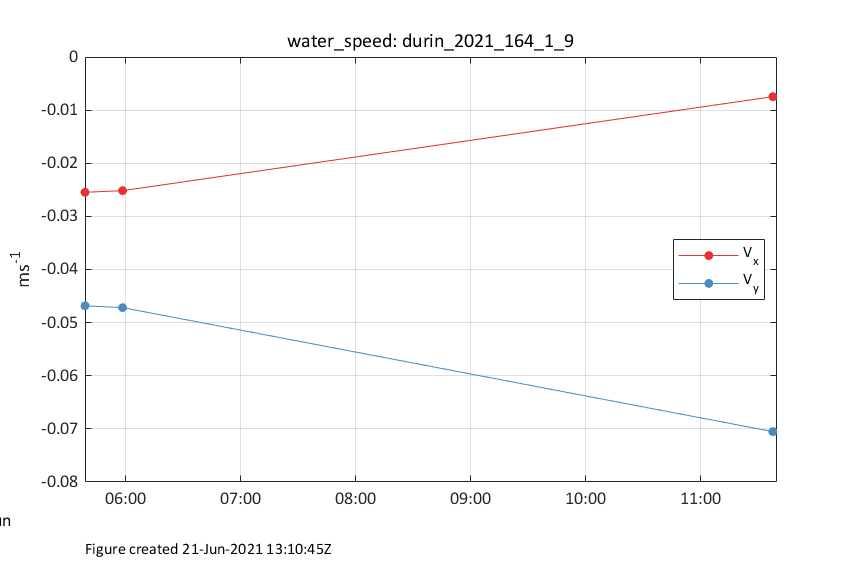 water_speed: durin_2021_164_1_9
0
-0.01
-0.02
-0.03
-0.04
-0.05
-0.06
-0.07
-0.08
ms-1
Vx
Vy
06:00 07:00 08:00 09:00 10:00 11:00
Figure created 21-Jun-2021 13:10:45Z